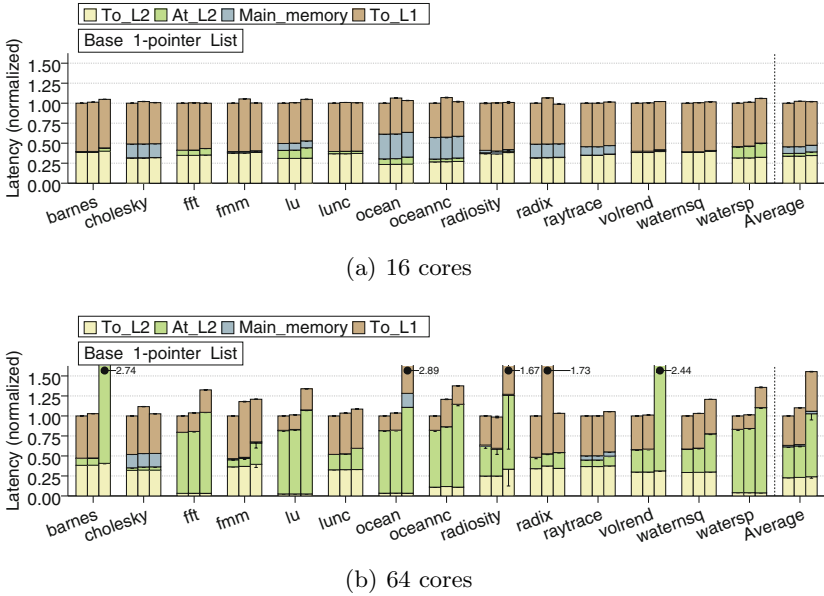 To_L2 At_L2 Main_memory To_L1
Base 1-pointer List
Latency (normalized)
1.50
1.25
1.00
0.75
0.50
0.25
0.00
barnes cholesky fft fmm lu lunc ocean oceannc radiosity radix raytrace volrend waternsq watersp Average
(a) 16 cores
To_L2 At_L2 Main_memory To_L1
Base 1-pointer List
Latency (normalized)
2.74 2.89 1.67 1.73 2.44
1.50
1.25
1.00
0.75
0.50
0.25
0.00
barnes cholesky fft fmm lu lunc ocean oceannc radiosity radix raytrace volrend waternsq watersp Average
(b) 64 cores